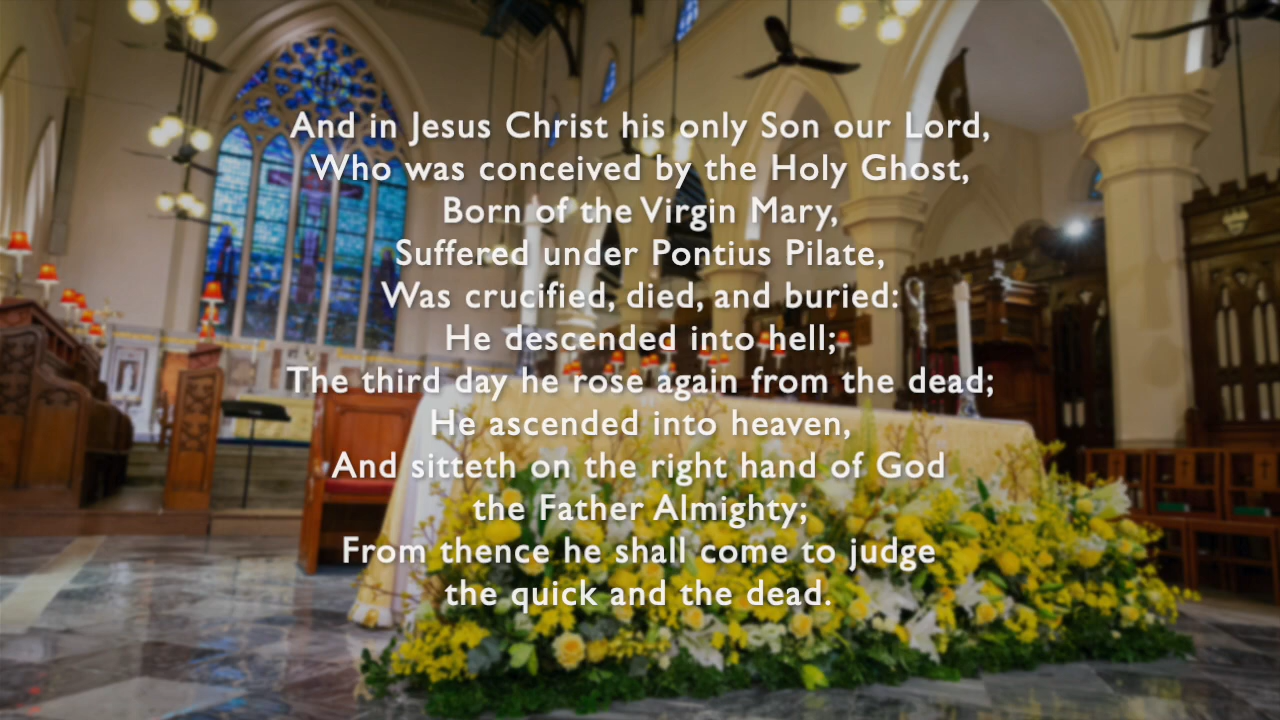 And in Jesus Christ his only Son our Lord,
Who was conceived by the Holy Ghost,
Born of the Virgin Mary,
Suffered under Pontius Pilate,
Was crucified, died, and buried:
He descended into hell;
The third day he rose again from the dead;
He ascended into heaven,
And sitteth on the right hand of God
the Father Almighty;
From thence he shall come to judge
the quick and the dead.